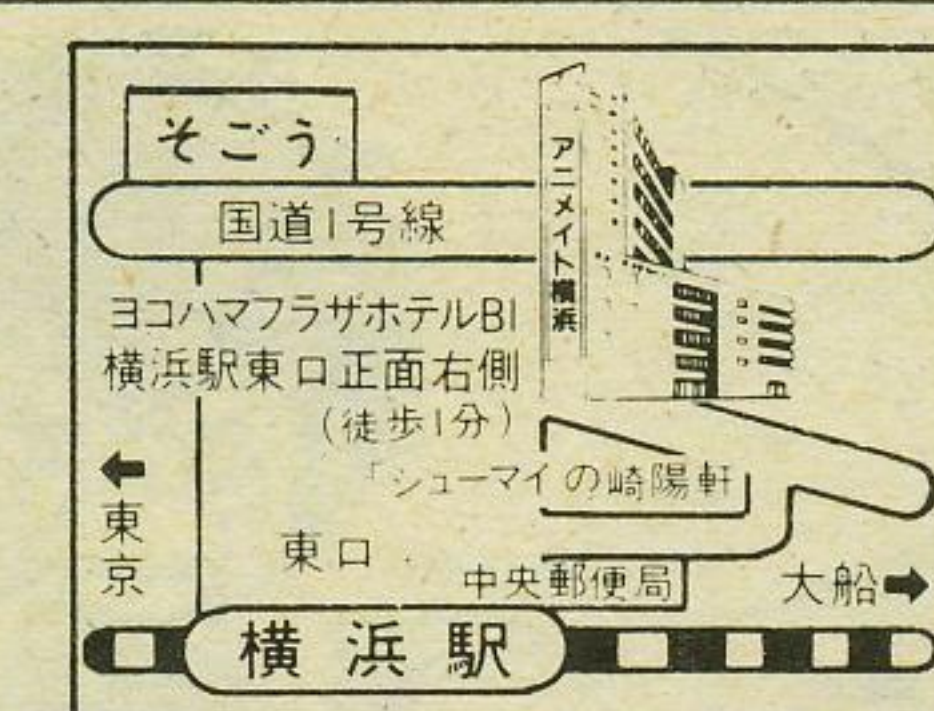 そごう
国道1号線
アニメイト横浜
ヨコハマフラザホテルB1
横浜駅東口正面右側
(徒歩1分)
「シューマイの崎陽軒
←東京
東口
中央郵便局
大船→
横浜駅